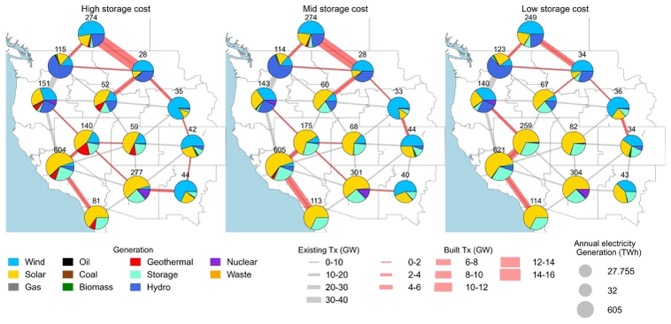 High storage cost
Mid storage cost
Low storage cost
274
115
28
151
52
35
140
59
42
604
277
44
81
274
114
28
143
60
33
175
68
44
605
301
40
113
249
123
34
140
67
36
259
82
34
621
304
43
114
Generation
Wind
Oil
Geothermal
Nuclear
Solar
Coal
Storage
Waste
Gas
Biomass
Hydro
Existing Tx (GW)
0-10
10-20
20-30
30-40
Built Tx (GW)
0-2
6-8
12-14
2-4
8-10
14-16
4-6
10-12
Annual electricity
Generation (TWh)
27.755
32
605